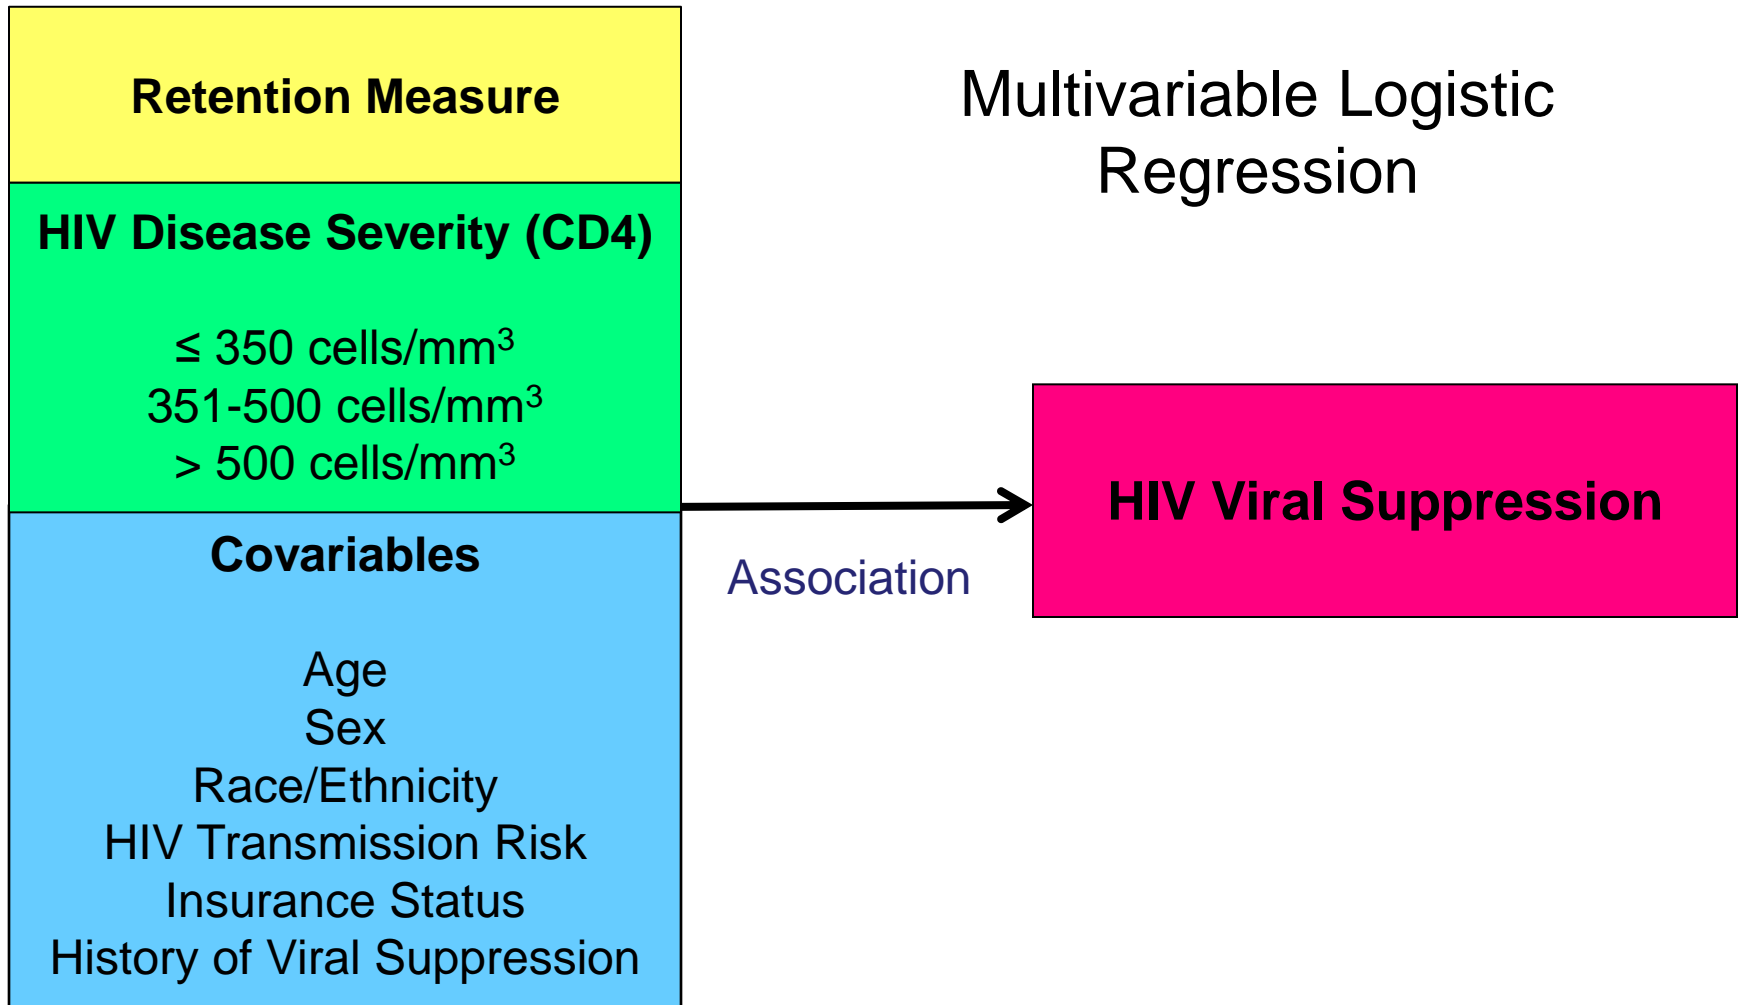 Retention Measure
HIV Disease Severity (CD4)
≤ 350 cells/mm³
351-500 cells/mm³
> 500 cells/mm³
Covariables
Age
Sex
Race/Ethnicity
HIV Transmission Risk
Insurance Status
History of Viral Suppression
Multivariable Logistic
Regression
Association
HIV Viral Suppression